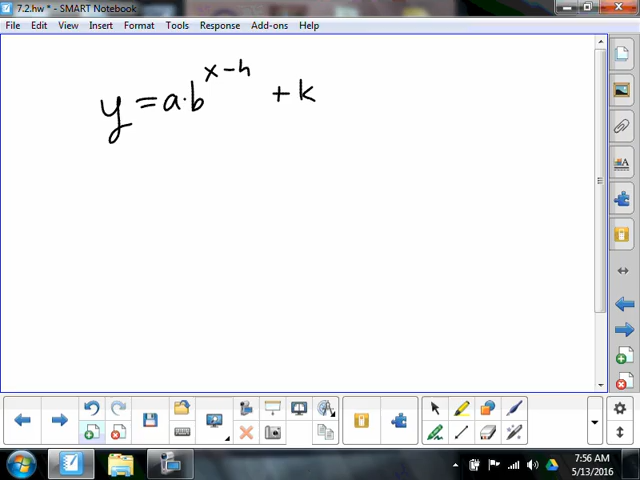 7.2.hw * - SMART Notebook
File Edit View Insert Format Tools Response Add-ons Help
y = a·b^(x-h) + k
7:56 AM
5/13/2016